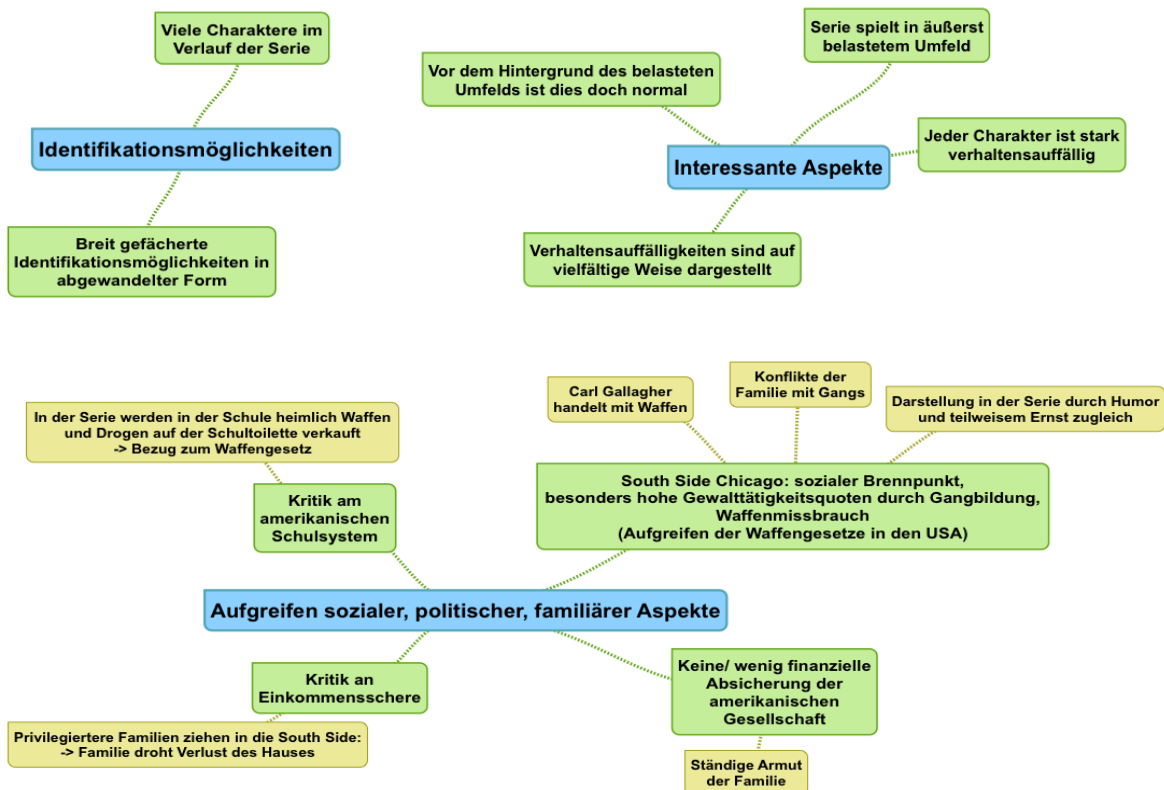 Viele Charaktere im
Verlauf der Serie
Identifikationsmöglichkeiten
Breit gefächerte
Identifikationsmöglichkeiten in
abgewandelter Form
Serie spielt in äußerst
belastetem Umfeld
Vor dem Hintergrund des belasteten
Umfelds ist dies doch normal
Jeder Charakter ist stark
verhaltensauffällig
Interessante Aspekte
Verhaltensauffälligkeiten sind auf
vielfältige Weise dargestellt
In der Serie werden in der Schule heimlich Waffen
und Drogen auf der Schultoilette verkauft
-> Bezug zum Waffengesetz
Kritik am
amerikanischen
Schulsystem
Carl Gallagher
handelt mit Waffen
Konflikte der
Familie mit Gangs
Darstellung in der Serie durch Humor
und teilweisem Ernst zugleich
South Side Chicago: sozialer Brennpunkt,
besonders hohe Gewalttätigkeitsquoten durch Gangbildung,
Waffenmissbrauch
(Aufgreifen der Waffengesetze in den USA)
Aufgreifen sozialer, politischer, familiärer Aspekte
Kritik an
Einkommensschere
Privilegiertere Familien ziehen in die South Side:
-> Familie droht Verlust des Hauses
Keine/ wenig finanzielle
Absicherung der
amerikanischen
Gesellschaft
Ständige Armut
der Familie